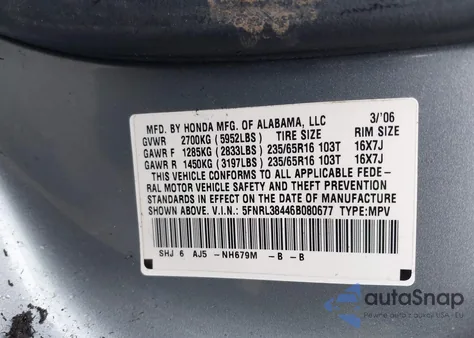 MFD. BY HONDA MFG. OF ALABAMA, LLC 3/'06
GVWR 2700KG (5952LBS) TIRE SIZE RIM SIZE
GAWR F 1285KG (2833LBS) 235/65R16 103T 16X7J
GAWR R 1450KG (3197LBS) 235/65R16 103T 16X7J
THIS VEHICLE CONFORMS TO ALL APPLICABLE FEDE-
RAL MOTOR VEHICLE SAFETY AND THEFT PREVENTION
STANDARDS IN EFFECT ON THE DATE OF MANUFACTURE
SHOWN ABOVE. V.I.N.: 5FNRL38446B080677 TYPE:MPV
SHJ 6 AJ5 -NH679M -B -B
autoSnap